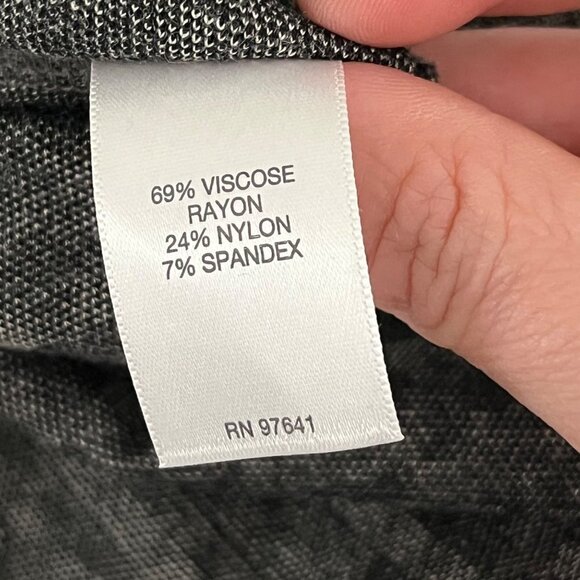 69% VISCOSE
RAYON
24% NYLON
7% SPANDEX
RN 97641